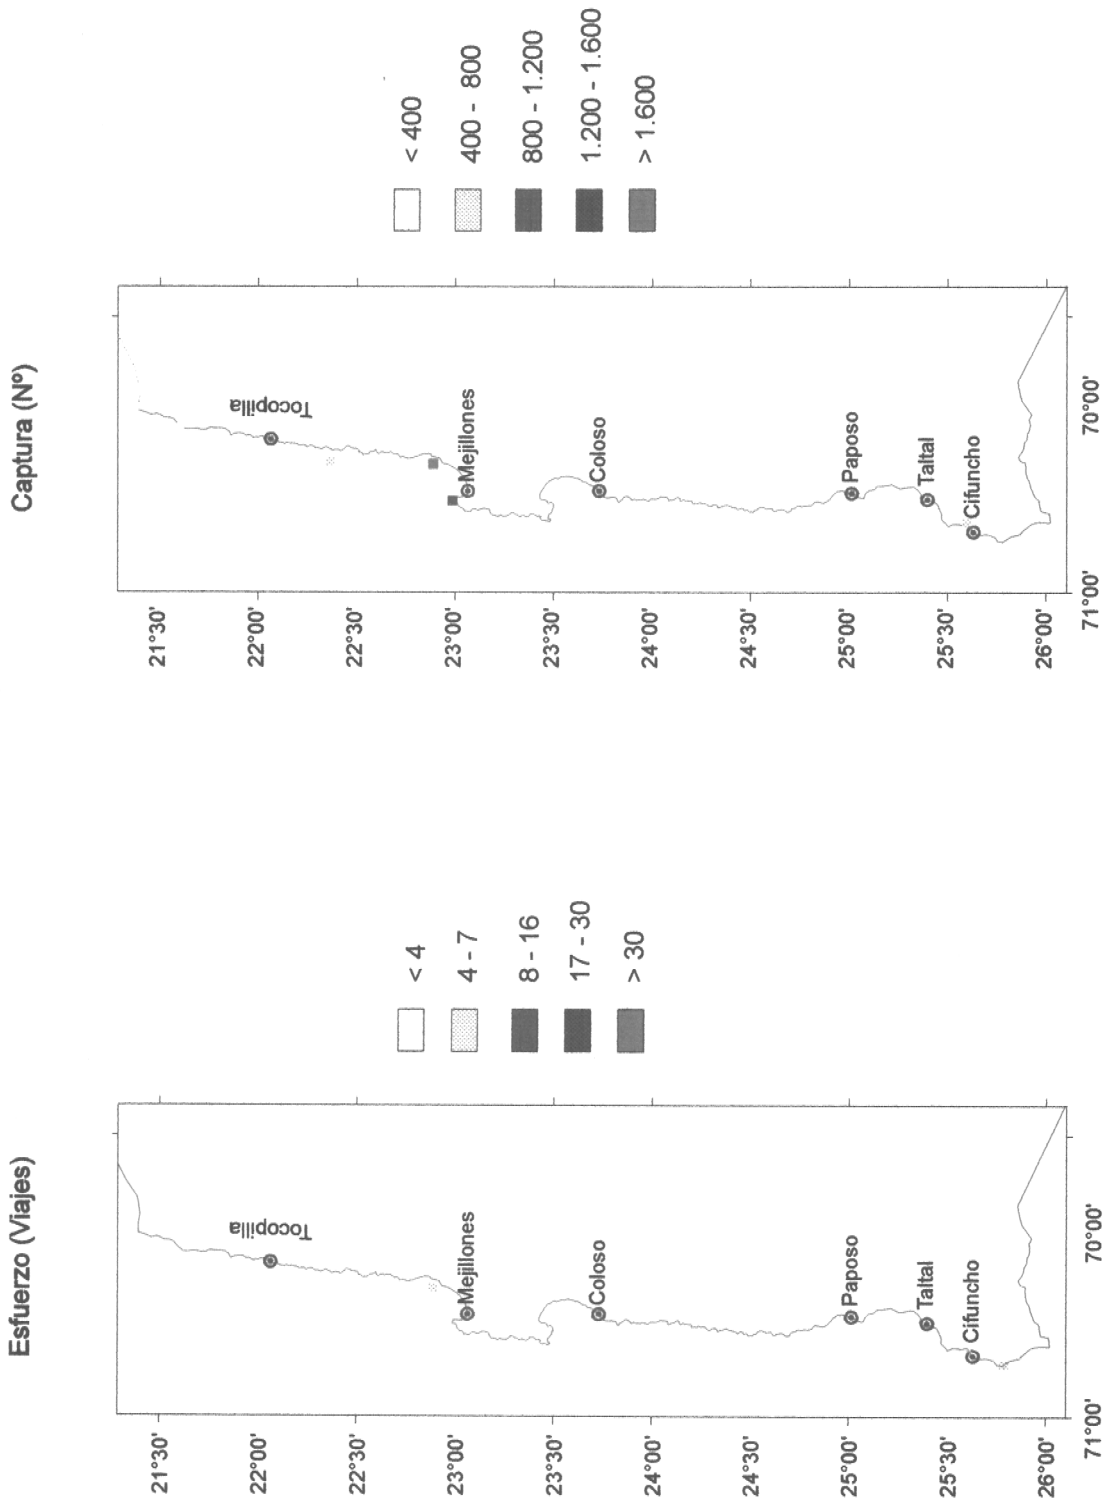 Esfuerzo (Viajes)
21°30'
22°00'
22°30'
23°00'
23°30'
24°00'
24°30'
25°00'
25°30'
26°00'
71°00'
70°00'
Tocopilla
Mejillones
Coloso
Paposo
Taltal
Cifuncho
< 4
4 - 7
8 - 16
17 - 30
> 30
Captura (Nº)
21°30'
22°00'
22°30'
23°00'
23°30'
24°00'
24°30'
25°00'
25°30'
26°00'
71°00'
70°00'
Tocopilla
Mejillones
Coloso
Paposo
Taltal
Cifuncho
< 400
400 - 800
800 - 1.200
1.200 - 1.600
> 1.600